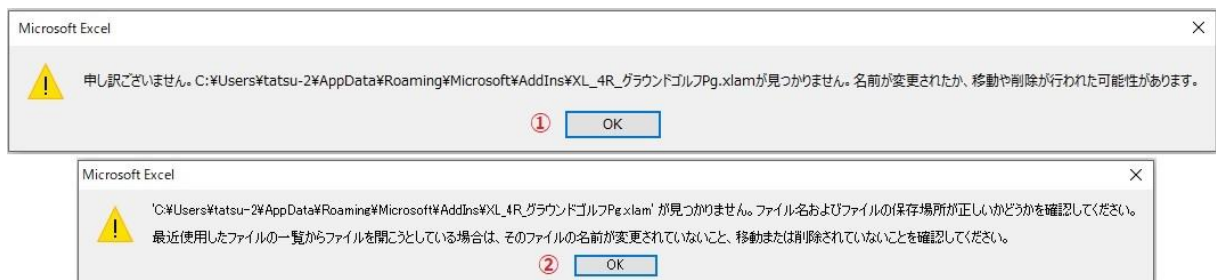 Microsoft Excel
申し訳ございません。C:¥Users¥tatsu-2¥AppData¥Roaming¥Microsoft¥AddIns¥XL_4R_グラウンドゴルフPg.xlamが見つかりません。名前が変更されたか、移動や削除が行われた可能性があります。
① OK
Microsoft Excel
'C:¥Users¥tatsu-2¥AppData¥Roaming¥Microsoft¥AddIns¥XL_4R_グラウンドゴルフPg.xlam' が見つかりません。ファイル名およびファイルの保存場所が正しいかどうかを確認してください。
最近使用したファイルの一覧からファイルを開こうとしている場合は、そのファイルの名前が変更されていないこと、移動または削除されていないことを確認してください。
② OK